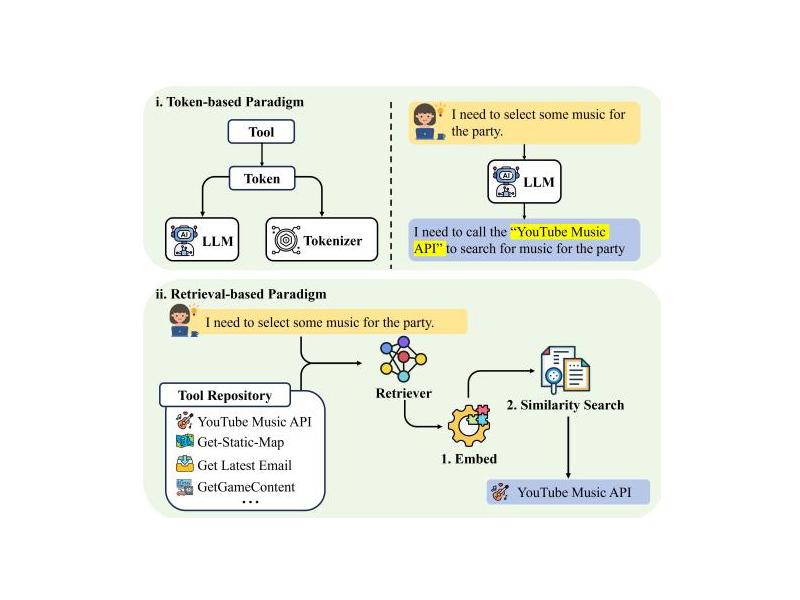 i. Token-based Paradigm
Tool
Token
AI
LLM
Tokenizer
I need to select some music for
the party.
AI
LLM
I need to call the “YouTube Music
API” to search for music for the party
ii. Retrieval-based Paradigm
I need to select some music for the party.
Tool Repository
YouTube Music API
Get-Static-Map
Get Latest Email
GetGameContent
...
Retriever
1. Embed
2. Similarity Search
YouTube Music API